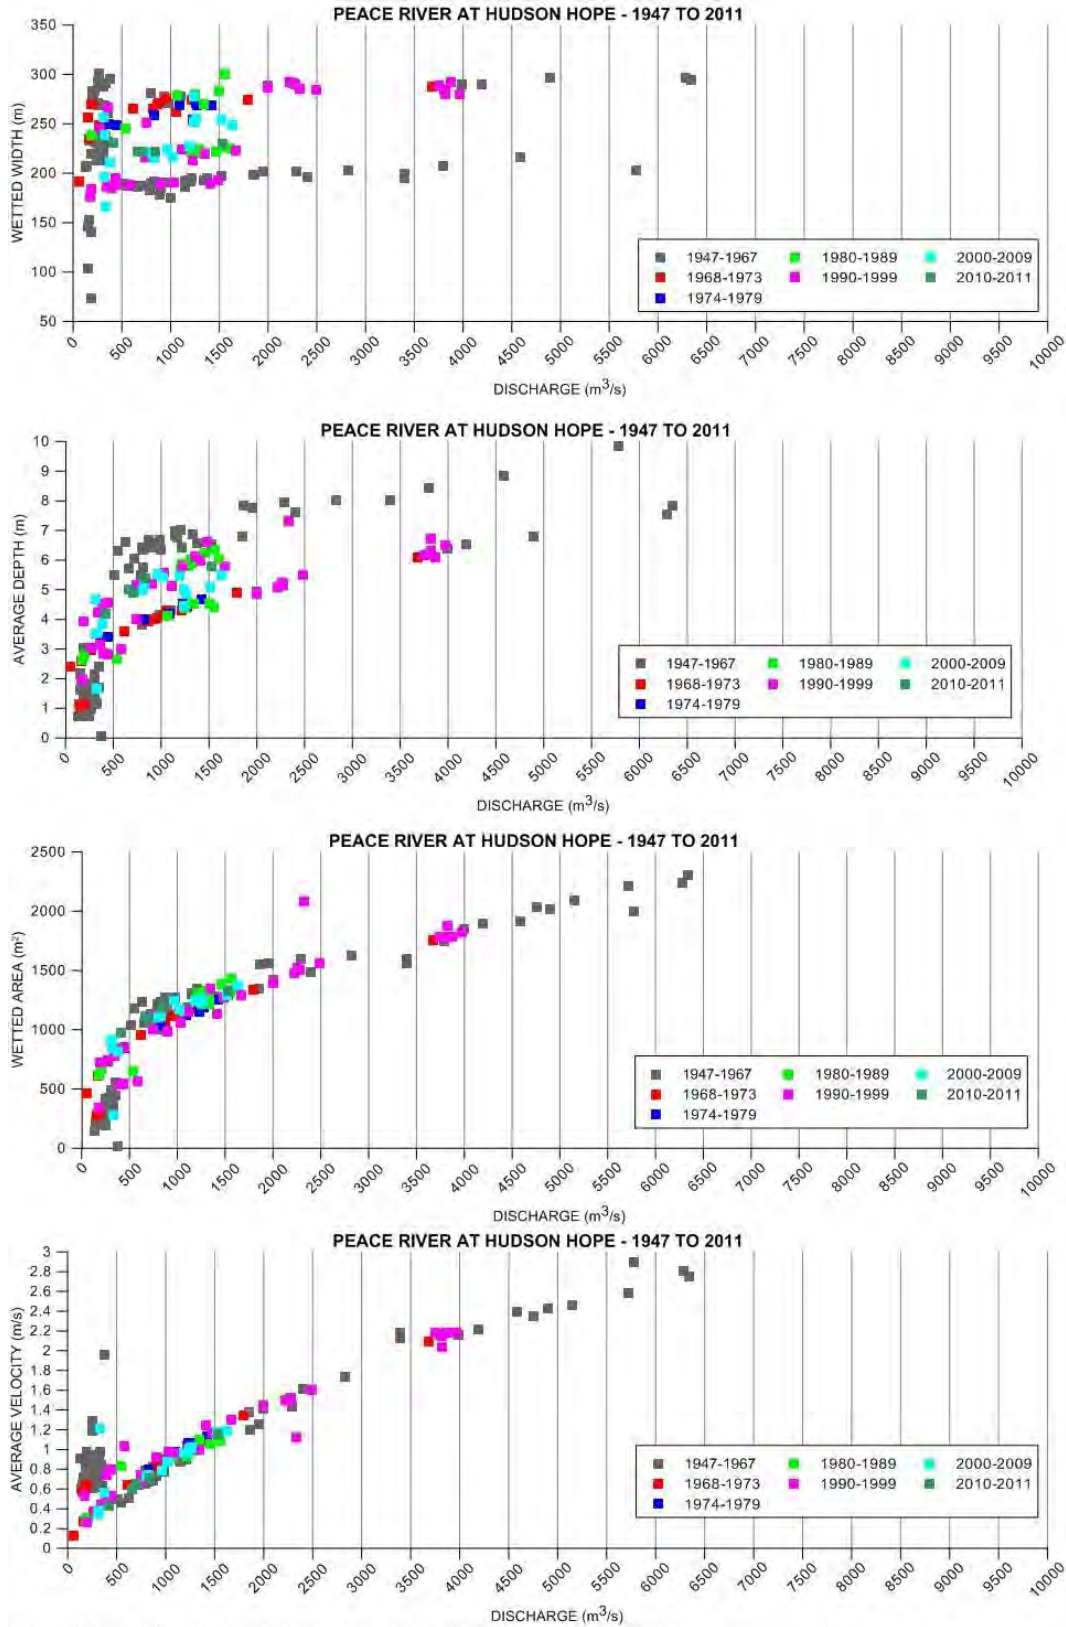 PEACE RIVER AT HUDSON HOPE - 1947 TO 2011
350
300
250
200
150
100
50
WETTED WIDTH (m)
1947-1967 1980-1989 2000-2009
1968-1973 1990-1999 2010-2011
1974-1979
0 500 1000 1500 2000 2500 3000 3500 4000 4500 5000 5500 6000 6500 7000 7500 8000 8500 9000 9500 10000
DISCHARGE (m³/s)
PEACE RIVER AT HUDSON HOPE - 1947 TO 2011
10
9
8
7
6
5
4
3
2
1
0
AVERAGE DEPTH (m)
1947-1967 1980-1989 2000-2009
1968-1973 1990-1999 2010-2011
1974-1979
0 500 1000 1500 2000 2500 3000 3500 4000 4500 5000 5500 6000 6500 7000 7500 8000 8500 9000 9500 10000
DISCHARGE (m³/s)
PEACE RIVER AT HUDSON HOPE - 1947 TO 2011
2500
2000
1500
1000
500
0
WETTED AREA (m²)
1947-1967 1980-1989 2000-2009
1968-1973 1990-1999 2010-2011
1974-1979
0 500 1000 1500 2000 2500 3000 3500 4000 4500 5000 5500 6000 6500 7000 7500 8000 8500 9000 9500 10000
DISCHARGE (m³/s)
PEACE RIVER AT HUDSON HOPE - 1947 TO 2011
3
2.8
2.6
2.4
2.2
2
1.8
1.6
1.4
1.2
1
0.8
0.6
0.4
0.2
0
AVERAGE VELOCITY (m/s)
1947-1967 1980-1989 2000-2009
1968-1973 1990-1999 2010-2011
1974-1979
0 500 1000 1500 2000 2500 3000 3500 4000 4500 5000 5500 6000 6500 7000 7500 8000 8500 9000 9500 10000
DISCHARGE (m³/s)